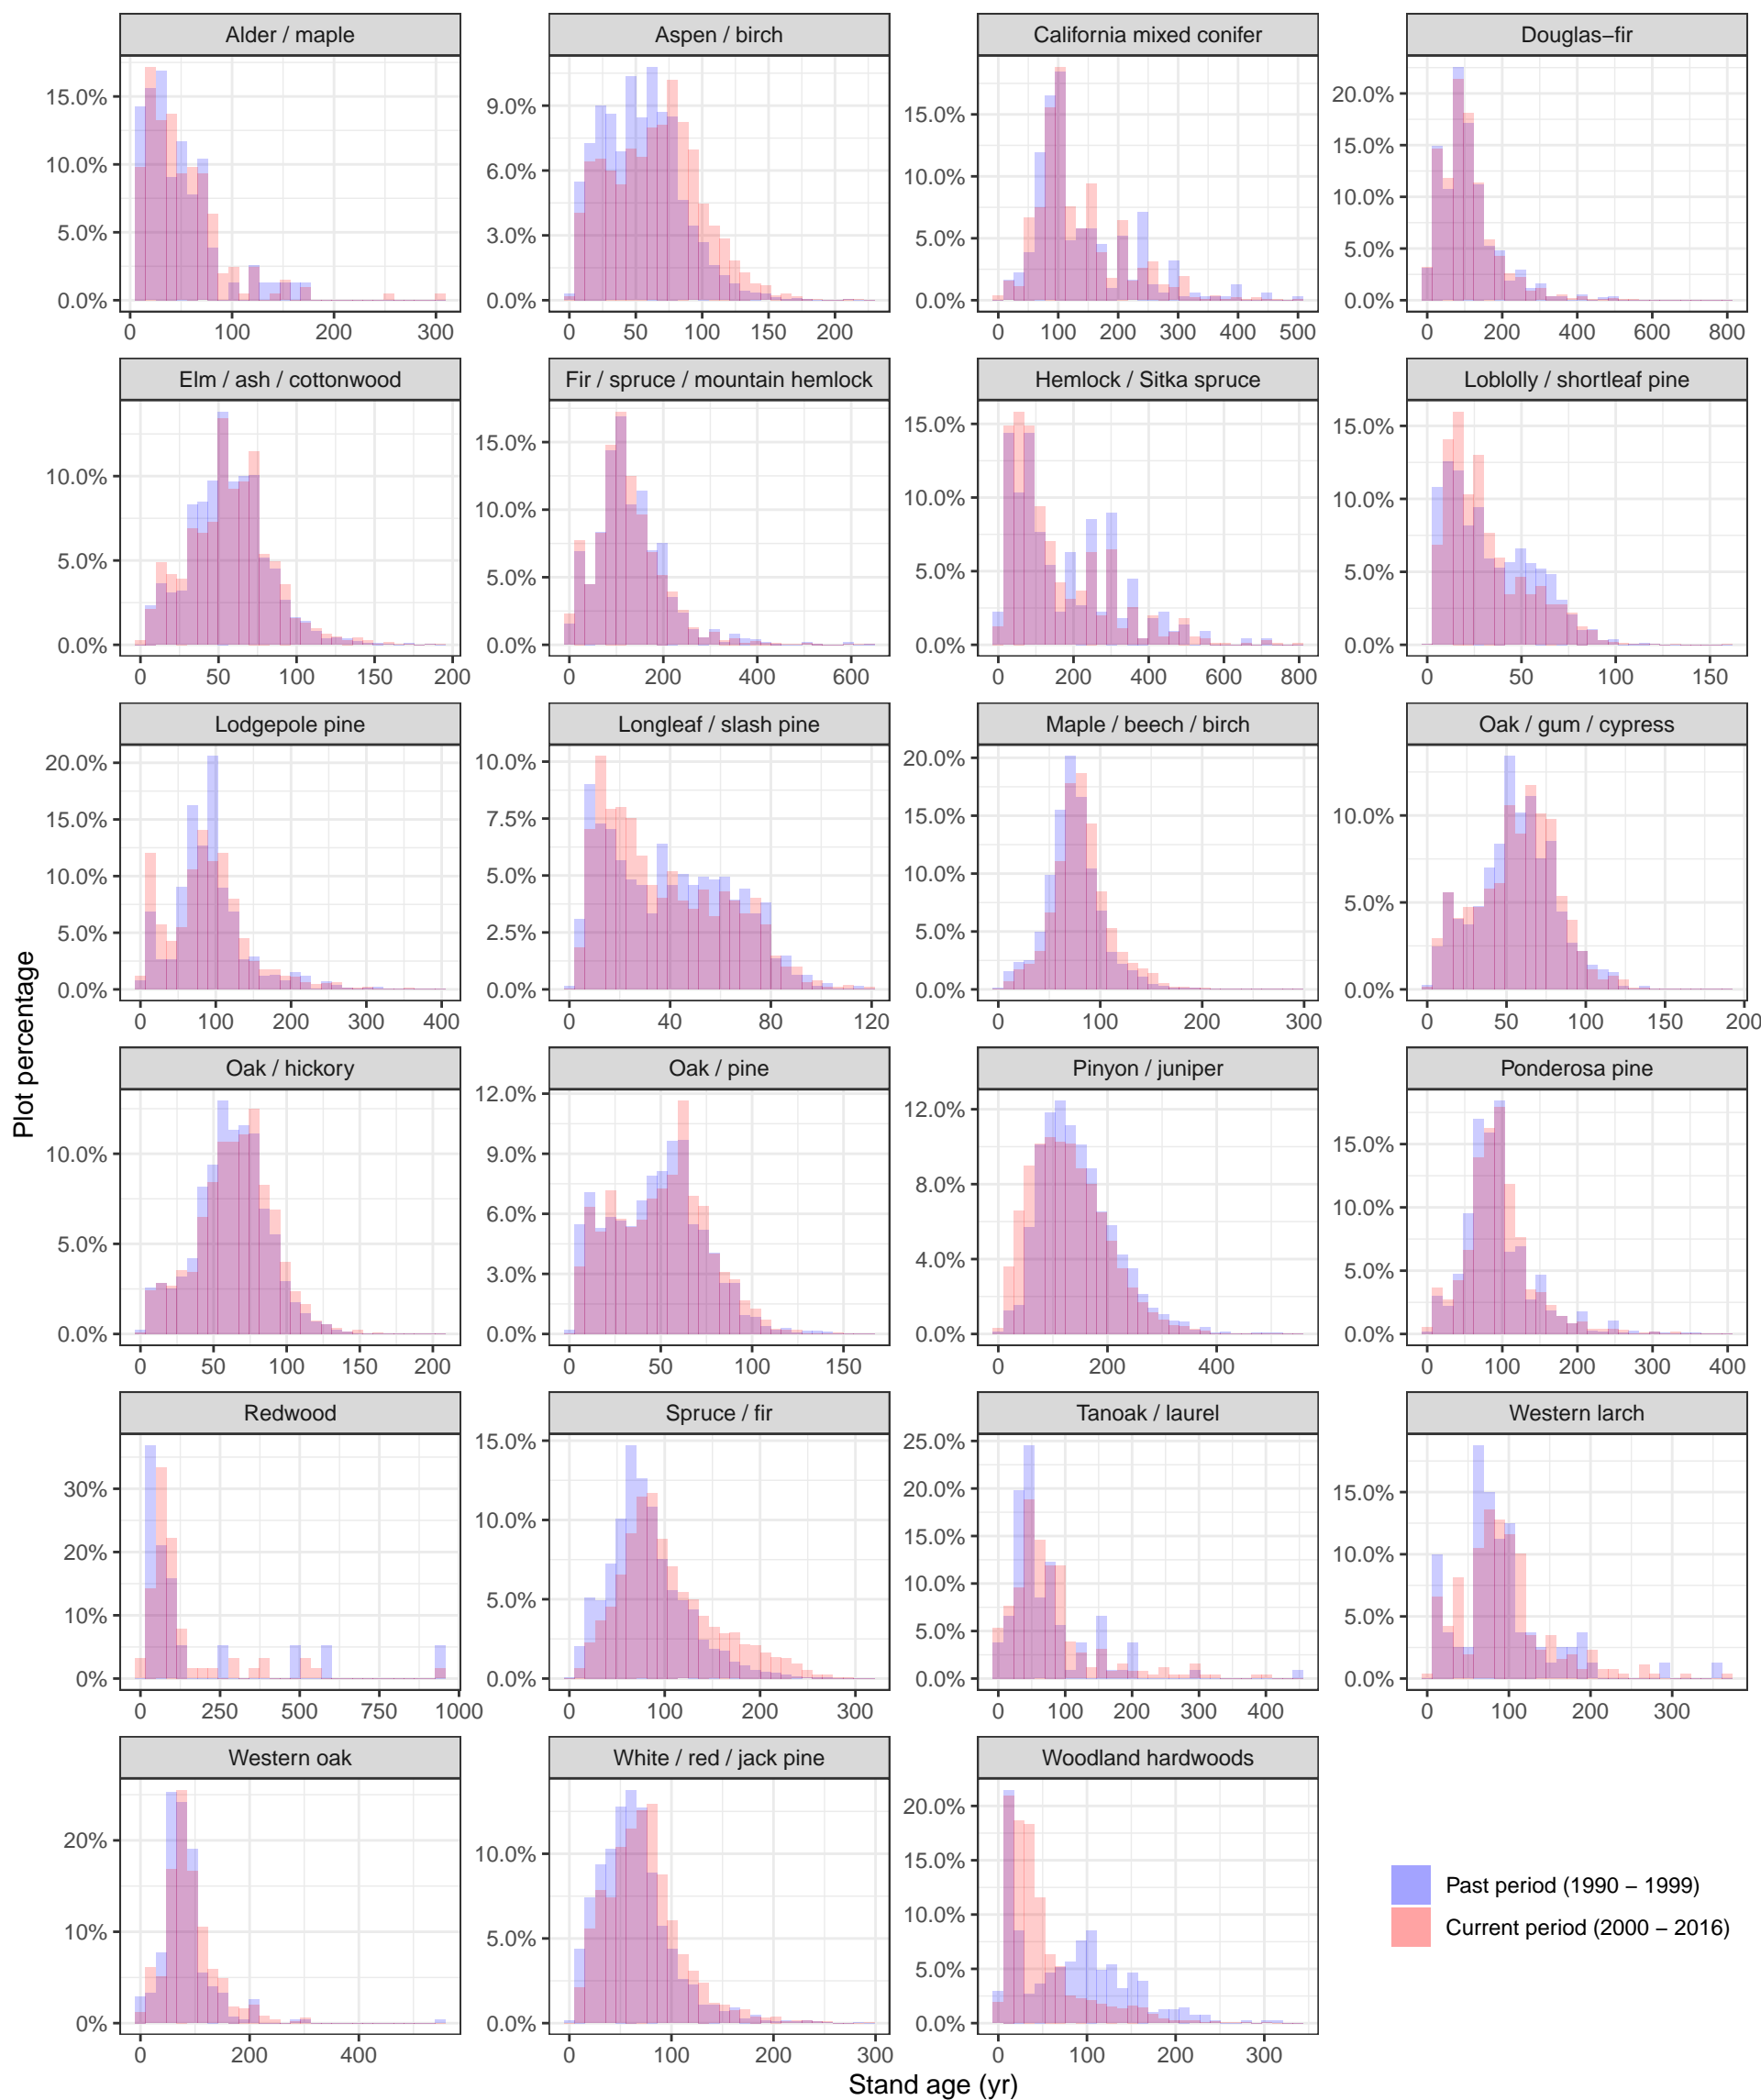 Alder / maple
Aspen / birch
California mixed conifer
Douglas−fir
15.0%
10.0%
5.0%
0.0%
0 100 200 300
9.0%
6.0%
3.0%
0.0%
0 50 100 150 200
15.0%
10.0%
5.0%
0.0%
0 100 200 300 400 500
20.0%
15.0%
10.0%
5.0%
0.0%
0 200 400 600 800
Elm / ash / cottonwood
Fir / spruce / mountain hemlock
Hemlock / Sitka spruce
Loblolly / shortleaf pine
10.0%
5.0%
0.0%
0 50 100 150 200
15.0%
10.0%
5.0%
0.0%
0 200 400 600
15.0%
10.0%
5.0%
0.0%
0 200 400 600 800
15.0%
10.0%
5.0%
0.0%
0 50 100 150
Lodgepole pine
Longleaf / slash pine
Maple / beech / birch
Oak / gum / cypress
20.0%
15.0%
10.0%
5.0%
0.0%
0 100 200 300 400
10.0%
7.5%
5.0%
2.5%
0.0%
0 40 80 120
20.0%
15.0%
10.0%
5.0%
0.0%
0 100 200 300
10.0%
5.0%
0.0%
0 50 100 150 200
Plot percentage
Oak / hickory
Oak / pine
Pinyon / juniper
Ponderosa pine
10.0%
5.0%
0.0%
0 50 100 150 200
12.0%
9.0%
6.0%
3.0%
0.0%
0 50 100 150
12.0%
8.0%
4.0%
0.0%
0 200 400
15.0%
10.0%
5.0%
0.0%
0 100 200 300 400
Redwood
Spruce / fir
Tanoak / laurel
Western larch
30%
20%
10%
0%
0 250 500 750 1000
15.0%
10.0%
5.0%
0.0%
0 100 200 300
25.0%
20.0%
15.0%
10.0%
5.0%
0.0%
0 100 200 300 400
15.0%
10.0%
5.0%
0.0%
0 100 200 300
Western oak
White / red / jack pine
Woodland hardwoods
20%
10%
0%
0 200 400
10.0%
5.0%
0.0%
0 100 200 300
20.0%
15.0%
10.0%
5.0%
0.0%
0 100 200 300
Past period (1990 − 1999)
Current period (2000 − 2016)
Stand age (yr)